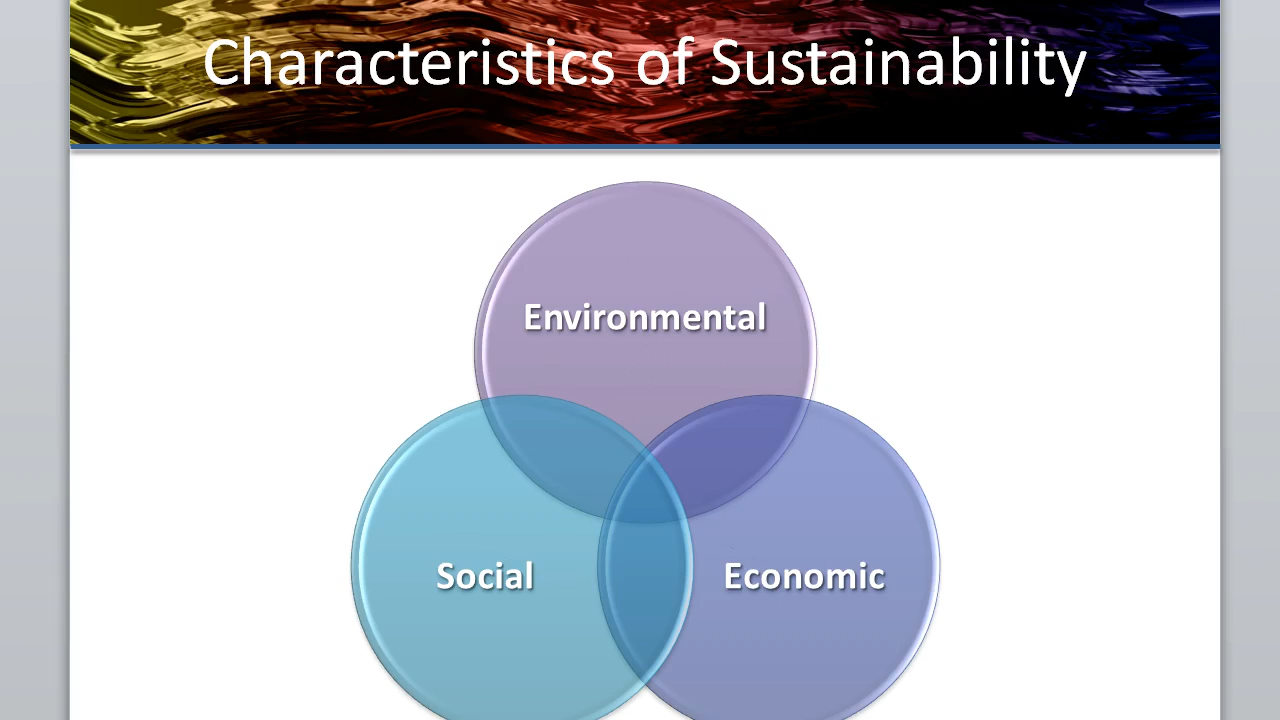 Characteristics of Sustainability
Environmental
Social
Economic